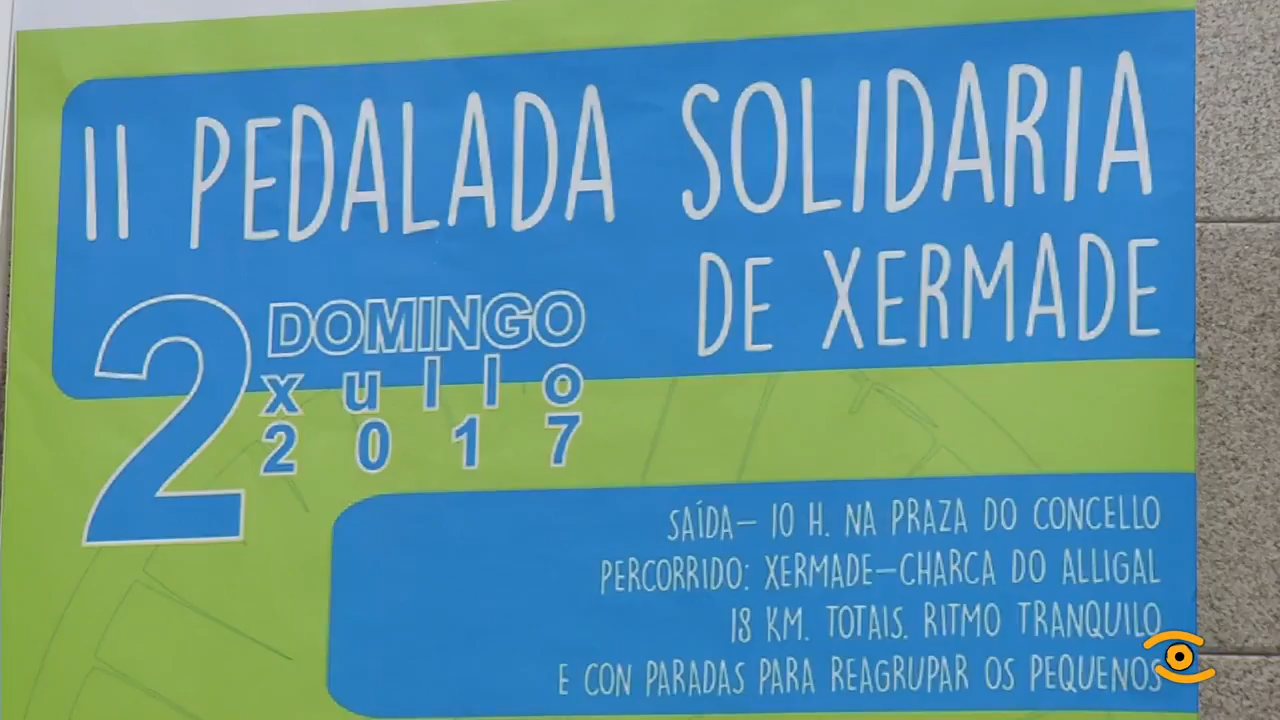 II PEDALADA SOLIDARIA
DE XERMADE
2 DOMINGO
xullo
2017
SAÍDA– 10 H. NA PRAZA DO CONCELLO
PERCORRIDO: XERMADE–CHARCA DO ALLIGAL
18 KM. TOTAIS. RITMO TRANQUILO
E CON PARADAS PARA REAGRUPAR OS PEQUENOS